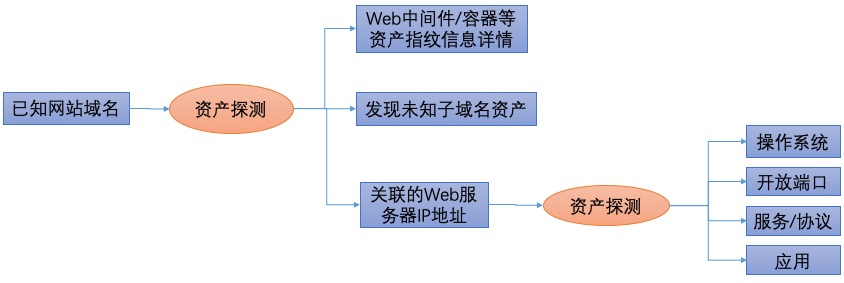 已知网站域名
资产探测
Web中间件/容器等
资产指纹信息详情
发现未知子域名资产
关联的Web服
务器IP地址
资产探测
操作系统
开放端口
服务/协议
应用